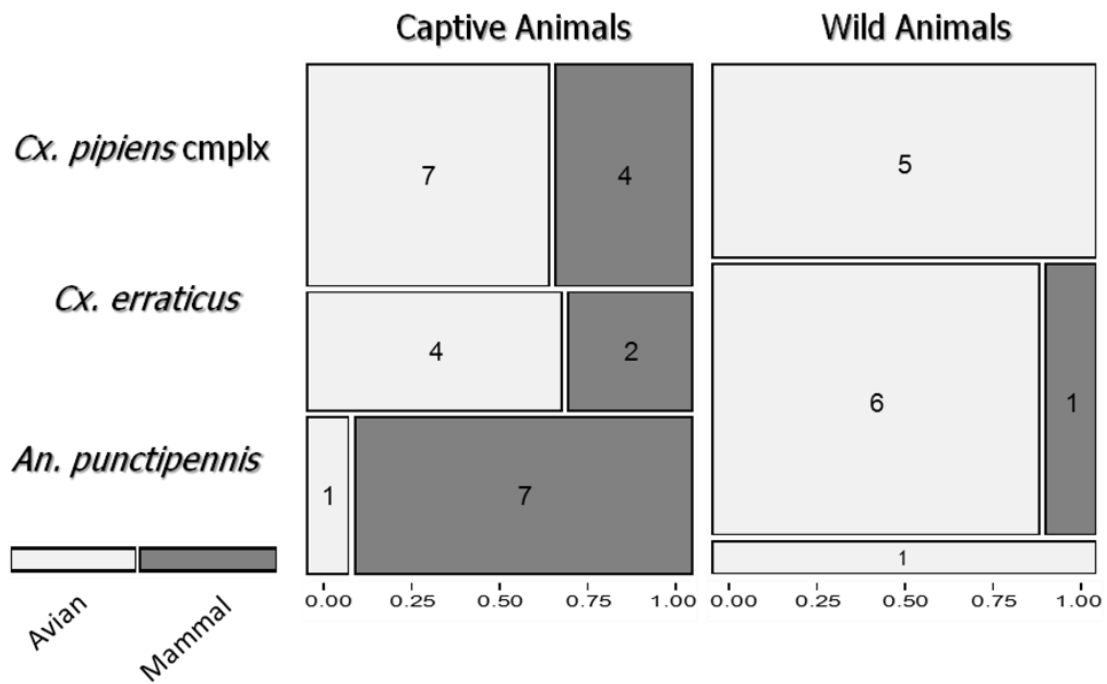 Captive Animals Wild Animals
Cx. pipiens cmplx
7 4 5
Cx. erraticus
4 2
6 1
An. punctipennis
1 7
1
0.00 0.25 0.50 0.75 1.00 0.00 0.25 0.50 0.75 1.00
Avian
Mammal